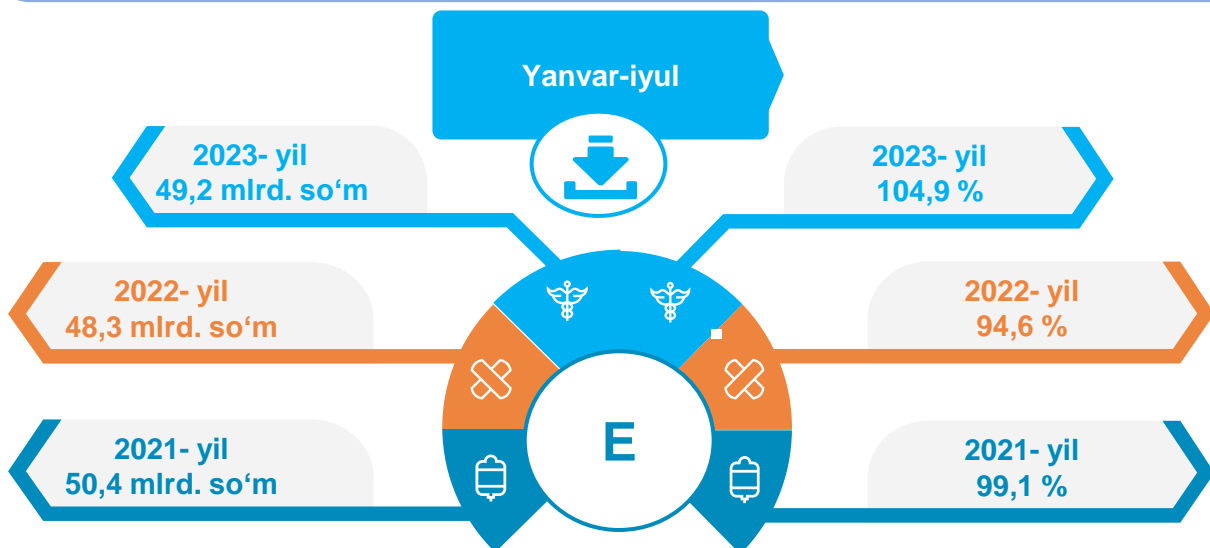 Yanvar-iyul
2023- yil
49,2 mlrd. so‘m
2023- yil
104,9 %
2022- yil
48,3 mlrd. so‘m
2022- yil
94,6 %
E
2021- yil
50,4 mlrd. so‘m
2021- yil
99,1 %